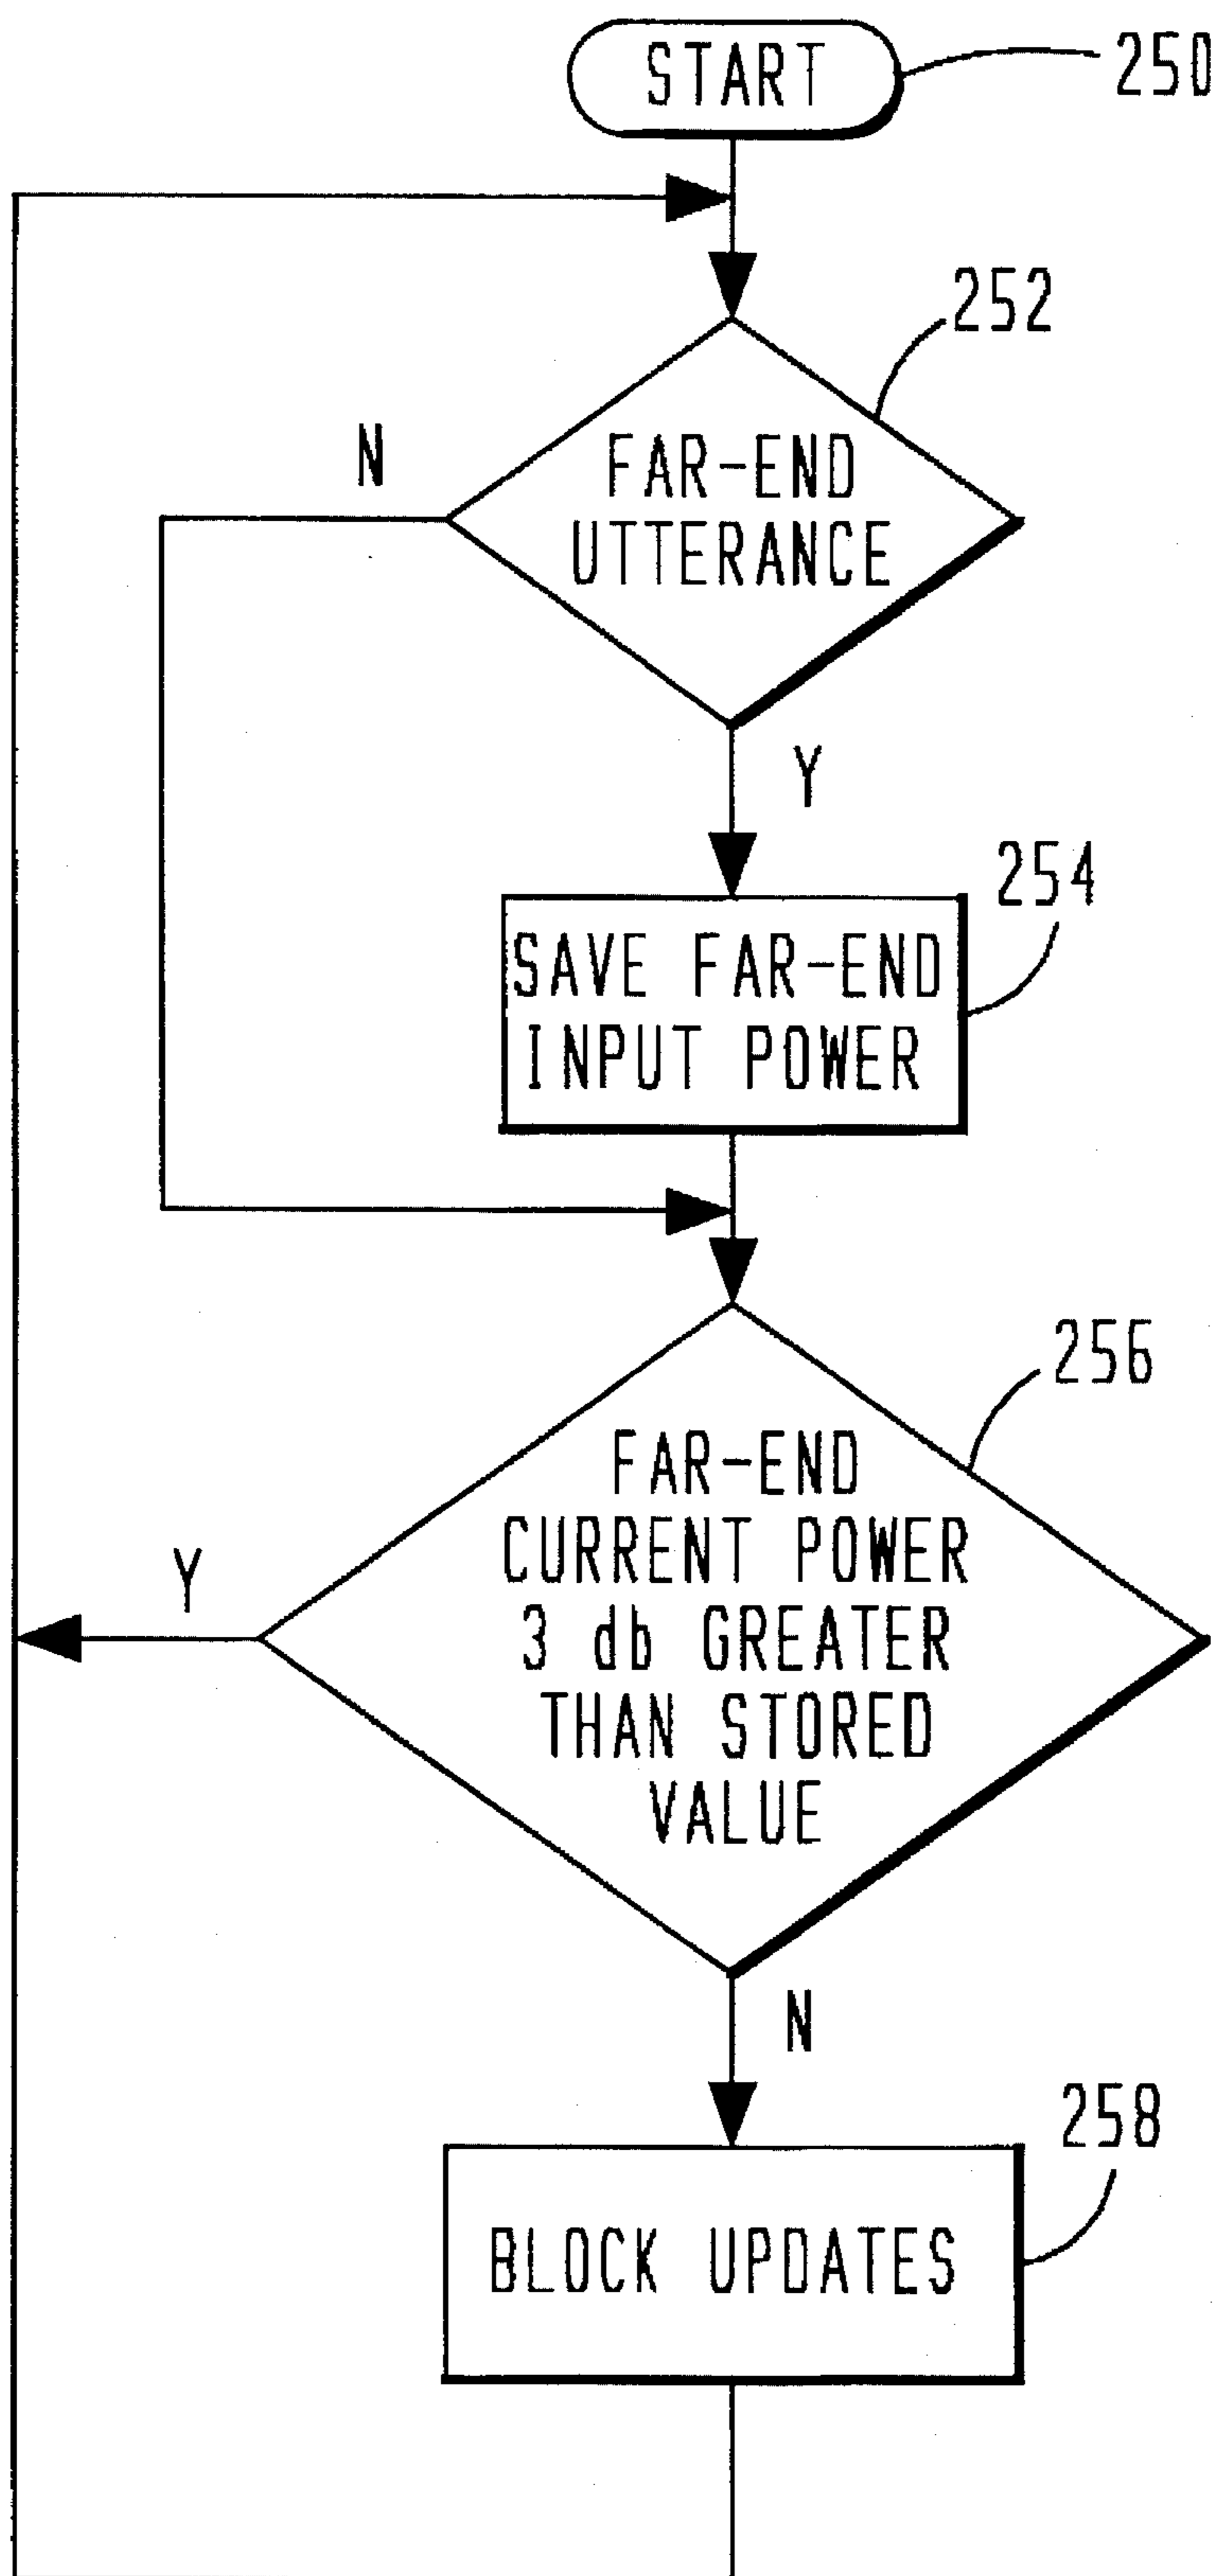 START
250
252
N
FAR-END
UTTERANCE
Y
254
SAVE FAR-END
INPUT POWER
256
FAR-END
CURRENT POWER
3 db GREATER
THAN STORED
VALUE
Y
N
258
BLOCK UPDATES